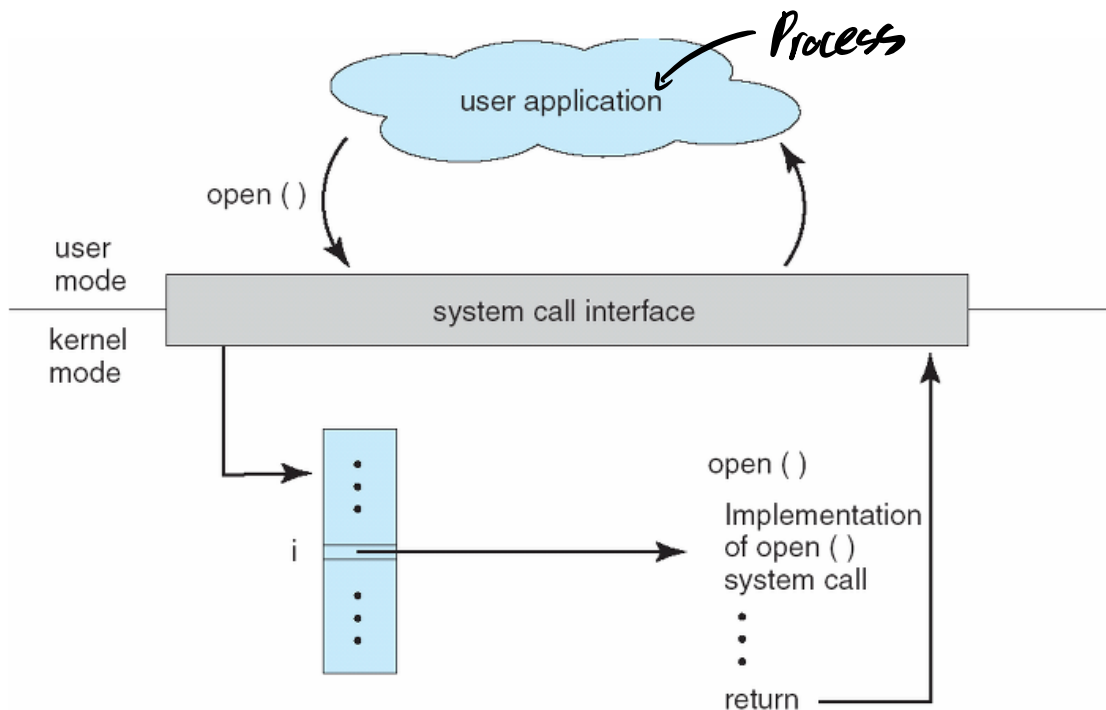 Process
user application
open ( )
user
mode
system call interface
kernel
mode
open ( )
Implementation
of open ( )
system call
i
return